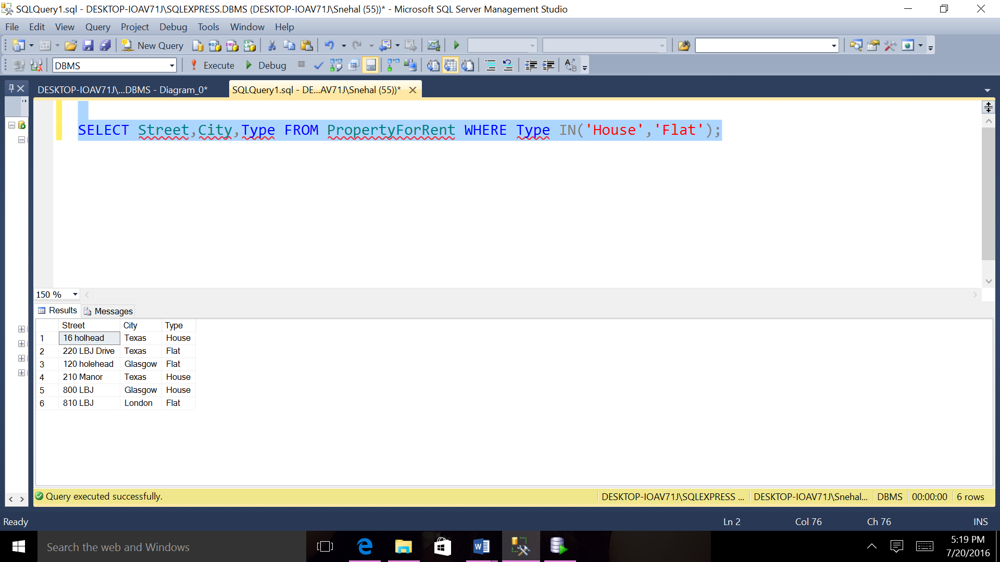 SQLQuery1.sql - DESKTOP-IOAV71J\SQLEXPRESS.DBMS (DESKTOP-IOAV71J\Snehal (55))* - Microsoft SQL Server Management Studio
File Edit View Query Project Debug Tools Window Help
New Query
DBMS Execute Debug
DESKTOP-IOAV71J\...DBMS - Diagram_0* SQLQuery1.sql - DE...AV71J\Snehal (55))*
SELECT Street,City,Type FROM PropertyForRent WHERE Type IN('House','Flat');
150 %
Results Messages
Street City Type
1 16 holhead Texas House
2 220 LBJ Drive Texas Flat
3 120 holehead Glasgow Flat
4 210 Manor Texas House
5 800 LBJ Glasgow House
6 810 LBJ London Flat
Query executed successfully. DESKTOP-IOAV71J\SQLEXPRESS ... DESKTOP-IOAV71J\Snehal... DBMS 00:00:00 6 rows
Ready Ln 2 Col 76 Ch 76 INS
Search the web and Windows
5:19 PM
7/20/2016